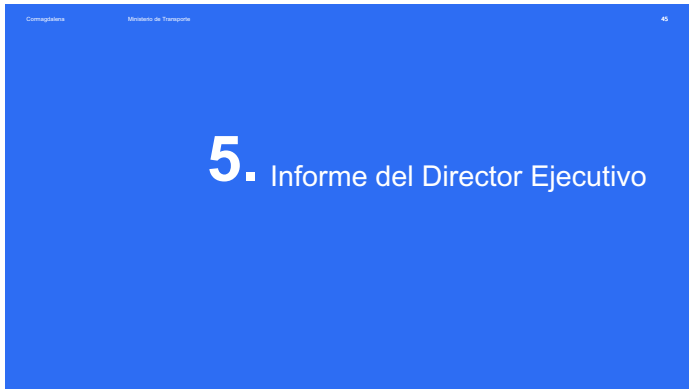 Cormagdalena Ministerio de Transporte 45
5. Informe del Director Ejecutivo